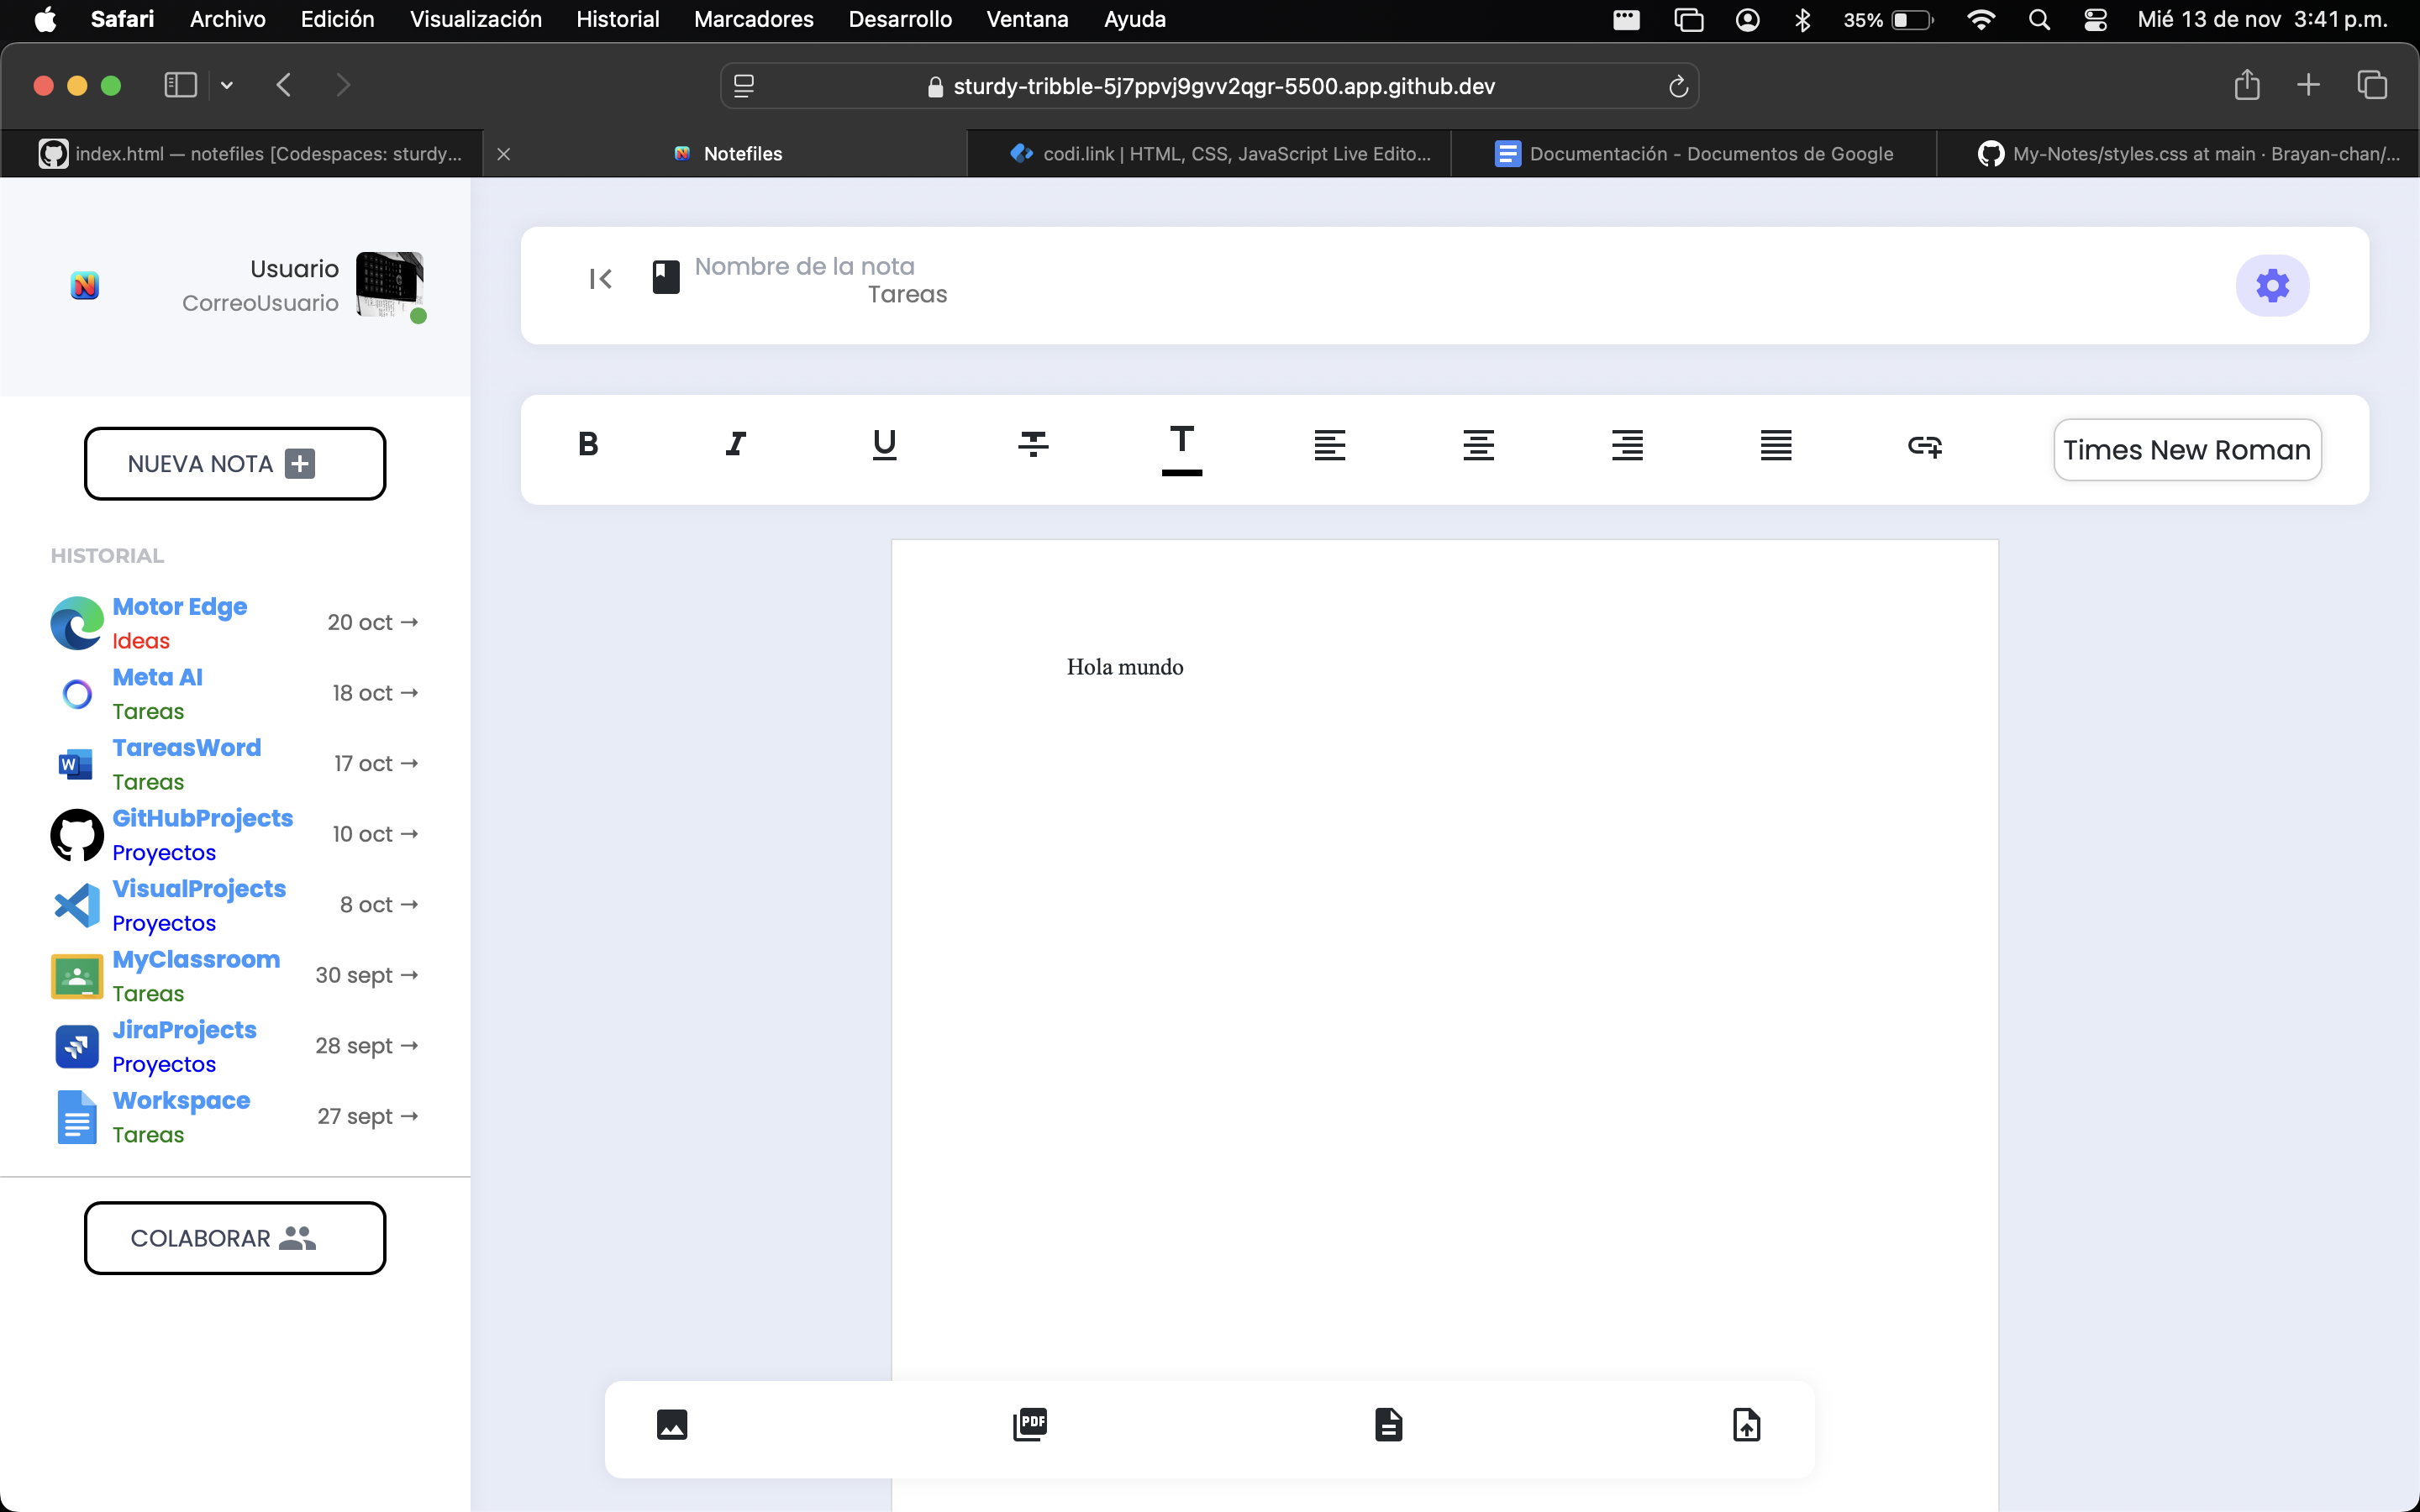 Safari Archivo Edición Visualización Historial Marcadores Desarrollo Ventana Ayuda 35% Mié 13 de nov 3:41 p.m.
sturdy-tribble-5j7ppvj9gvv2qgr-5500.app.github.dev
index.html — notefiles [Codespaces: sturdy... Notefiles codi.link | HTML, CSS, JavaScript Live Edito... Documentación - Documentos de Google My-Notes/styles.css at main · Brayan-chan/...
Usuario
CorreoUsuario
NUEVA NOTA
HISTORIAL
Motor Edge
Ideas
20 oct →
Meta AI
Tareas
18 oct →
TareasWord
Tareas
17 oct →
GitHubProjects
Proyectos
10 oct →
VisualProjects
Proyectos
8 oct →
MyClassroom
Tareas
30 sept →
JiraProjects
Proyectos
28 sept →
Workspace
Tareas
27 sept →
COLABORAR
Nombre de la nota
Tareas
B I U T Times New Roman
Hola mundo
PDF